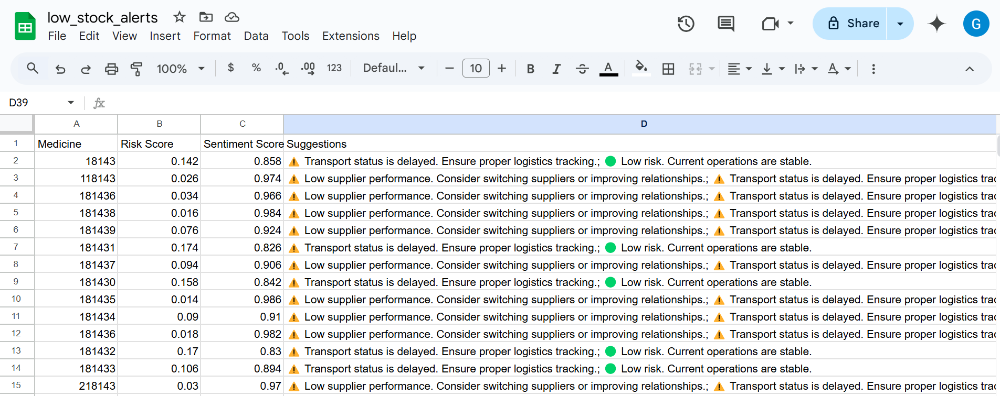 low_stock_alerts
File Edit View Insert Format Data Tools Extensions Help
Share
G
100% $ % .0 .00 123 Defaul... 10 B I A A
D39 fx
A B C D
1 Medicine Risk Score Sentiment Score Suggestions
2 18143 0.142 0.858 ⚠️ Transport status is delayed. Ensure proper logistics tracking.; 🟢 Low risk. Current operations are stable.
3 118143 0.026 0.974 ⚠️ Low supplier performance. Consider switching suppliers or improving relationships.; ⚠️ Transport status is delayed. Ensure proper logistics trac
4 181436 0.034 0.966 ⚠️ Low supplier performance. Consider switching suppliers or improving relationships.; ⚠️ Transport status is delayed. Ensure proper logistics trac
5 181438 0.016 0.984 ⚠️ Low supplier performance. Consider switching suppliers or improving relationships.; ⚠️ Transport status is delayed. Ensure proper logistics trac
6 181439 0.076 0.924 ⚠️ Low supplier performance. Consider switching suppliers or improving relationships.; ⚠️ Transport status is delayed. Ensure proper logistics trac
7 181431 0.174 0.826 ⚠️ Transport status is delayed. Ensure proper logistics tracking.; 🟢 Low risk. Current operations are stable.
8 181437 0.094 0.906 ⚠️ Low supplier performance. Consider switching suppliers or improving relationships.; ⚠️ Transport status is delayed. Ensure proper logistics trac
9 181430 0.158 0.842 ⚠️ Transport status is delayed. Ensure proper logistics tracking.; 🟢 Low risk. Current operations are stable.
10 181435 0.014 0.986 ⚠️ Low supplier performance. Consider switching suppliers or improving relationships.; ⚠️ Transport status is delayed. Ensure proper logistics trac
11 181434 0.09 0.91 ⚠️ Low supplier performance. Consider switching suppliers or improving relationships.; ⚠️ Transport status is delayed. Ensure proper logistics trac
12 181436 0.018 0.982 ⚠️ Low supplier performance. Consider switching suppliers or improving relationships.; ⚠️ Transport status is delayed. Ensure proper logistics trac
13 181432 0.17 0.83 ⚠️ Transport status is delayed. Ensure proper logistics tracking.; 🟢 Low risk. Current operations are stable.
14 181433 0.106 0.894 ⚠️ Transport status is delayed. Ensure proper logistics tracking.; 🟢 Low risk. Current operations are stable.
15 218143 0.03 0.97 ⚠️ Low supplier performance. Consider switching suppliers or improving relationships.; ⚠️ Transport status is delayed. Ensure proper logistics trac